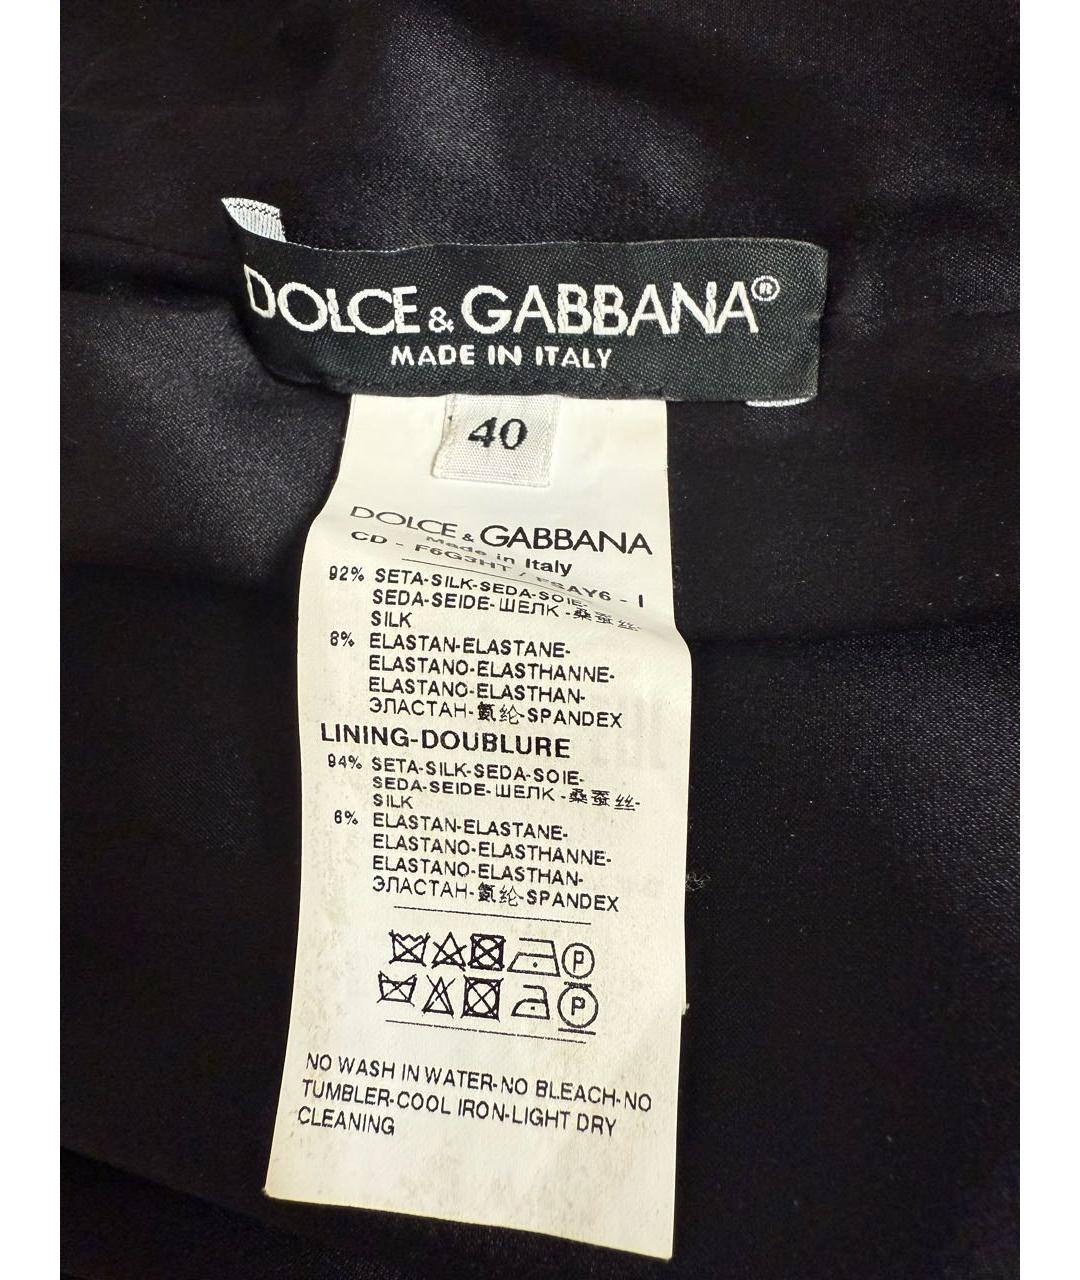 DOLCE & GABBANA®
MADE IN ITALY
40
DOLCE & GABBANA
Made in Italy
CD - F6G3HT / FSAY6 - I
92% SETA-SILK-SEDA-SOIE-
SEDA-SEIDE-ШЕЛК-桑蚕丝-
SILK
8% ELASTAN-ELASTANE-
ELASTANO-ELASTHANNE-
ELASTANO-ELASTHAN-
ЭЛАСТАН-氨纶-SPANDEX
LINING-DOUBLURE
94% SETA-SILK-SEDA-SOIE-
SEDA-SEIDE-ШЕЛК-桑蚕丝-
SILK
6% ELASTAN-ELASTANE-
ELASTANO-ELASTHANNE-
ELASTANO-ELASTHAN-
ЭЛАСТАН-氨纶-SPANDEX
P
P
NO WASH IN WATER-NO BLEACH-NO
TUMBLER-COOL IRON-LIGHT DRY
CLEANING